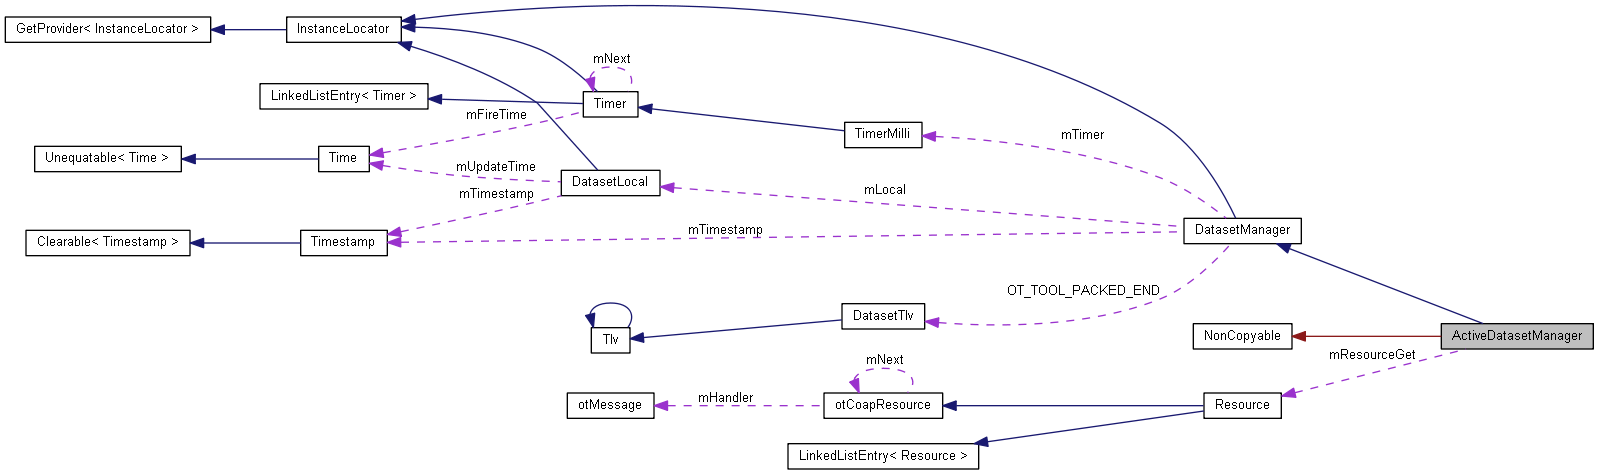 GetProvider< InstanceLocator >
InstanceLocator
mNext
LinkedListEntry< Timer >
Timer
mFireTime
TimerMilli
mTimer
Unequatable< Time >
Time
mUpdateTime
DatasetLocal
mLocal
mTimestamp
Clearable< Timestamp >
Timestamp
mTimestamp
DatasetManager
OT_TOOL_PACKED_END
DatasetTlv
Tlv
NonCopyable
ActiveDatasetManager
mResourceGet
mNext
otMessage
mHandler
otCoapResource
Resource
LinkedListEntry< Resource >